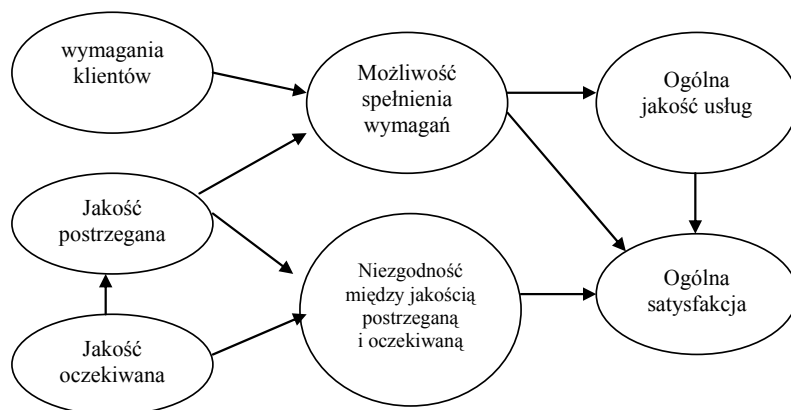 wymagania
klientów
Możliwość
spełnienia
wymagań
Ogólna
jakość usług
Jakość
postrzegana
Niezgodność
między jakością
postrzeganą
i oczekiwaną
Ogólna
satysfakcja
Jakość
oczekiwana